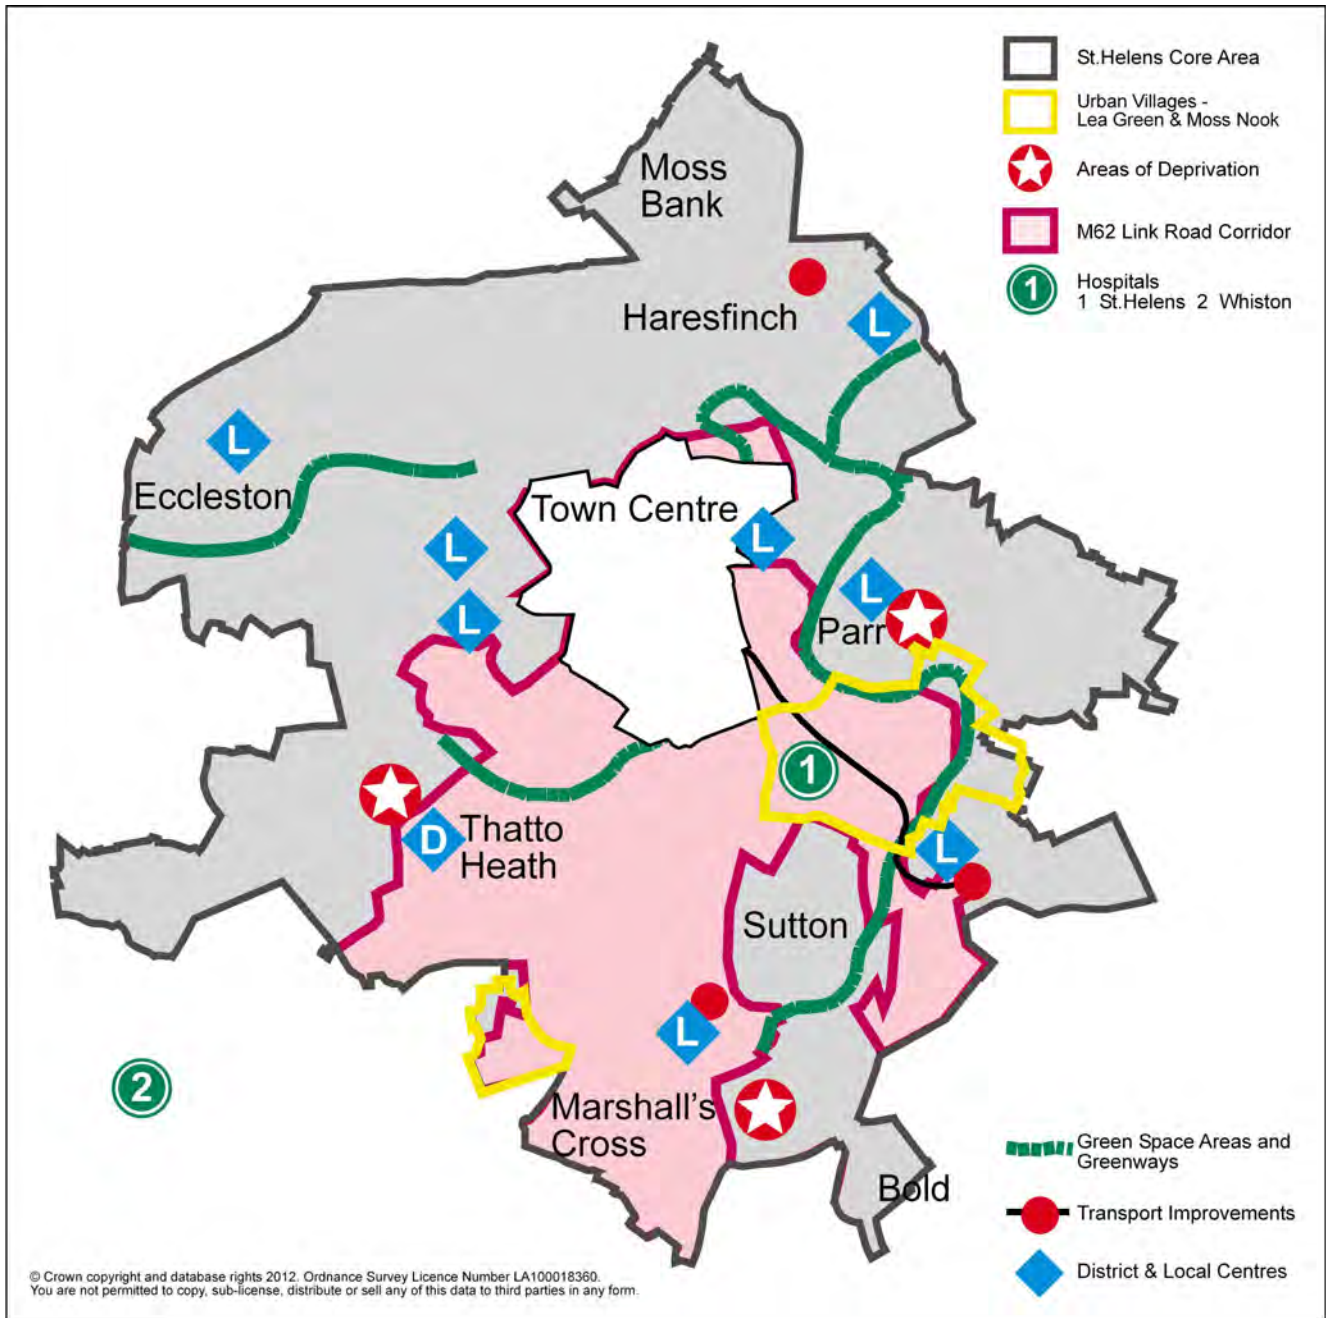 St.Helens Core Area
Urban Villages -
Lea Green & Moss Nook
Areas of Deprivation
M62 Link Road Corridor
1
Hospitals
1 St.Helens 2 Whiston
Moss
Bank
Haresfinch
L
L
Eccleston
Town Centre
L
L
L
L
Parr
1
D
Thatto
Heath
L
Sutton
L
2
Marshall's
Cross
Bold
Green Space Areas and
Greenways
Transport Improvements
District & Local Centres
© Crown copyright and database rights 2012. Ordnance Survey Licence Number LA100018360.
You are not permitted to copy, sub-license, distribute or sell any of this data to third parties in any form.